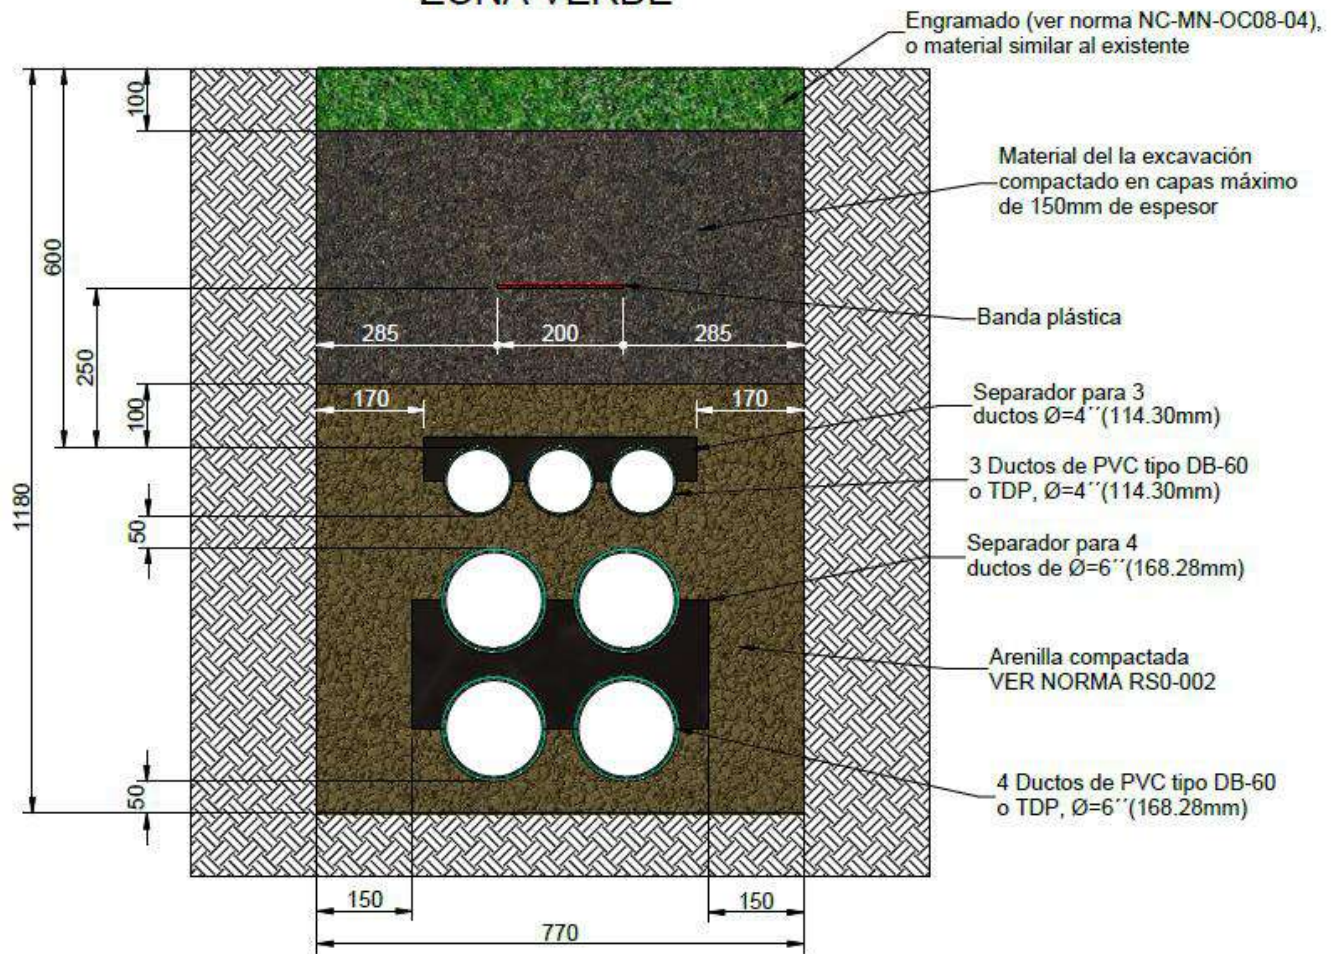 ZONA VERDE
Engramado (ver norma NC-MN-OC08-04),
o material similar al existente
100
Material del la excavación
compactado en capas máximo
de 150mm de espesor
600
Banda plástica
285
200
285
250
Separador para 3
ductos Ø=4´´(114.30mm)
170
170
100
3 Ductos de PVC tipo DB-60
o TDP, Ø=4´´(114.30mm)
1180
50
Separador para 4
ductos de Ø=6´´(168.28mm)
Arenilla compactada
VER NORMA RS0-002
4 Ductos de PVC tipo DB-60
o TDP, Ø=6´´(168.28mm)
50
150
150
770